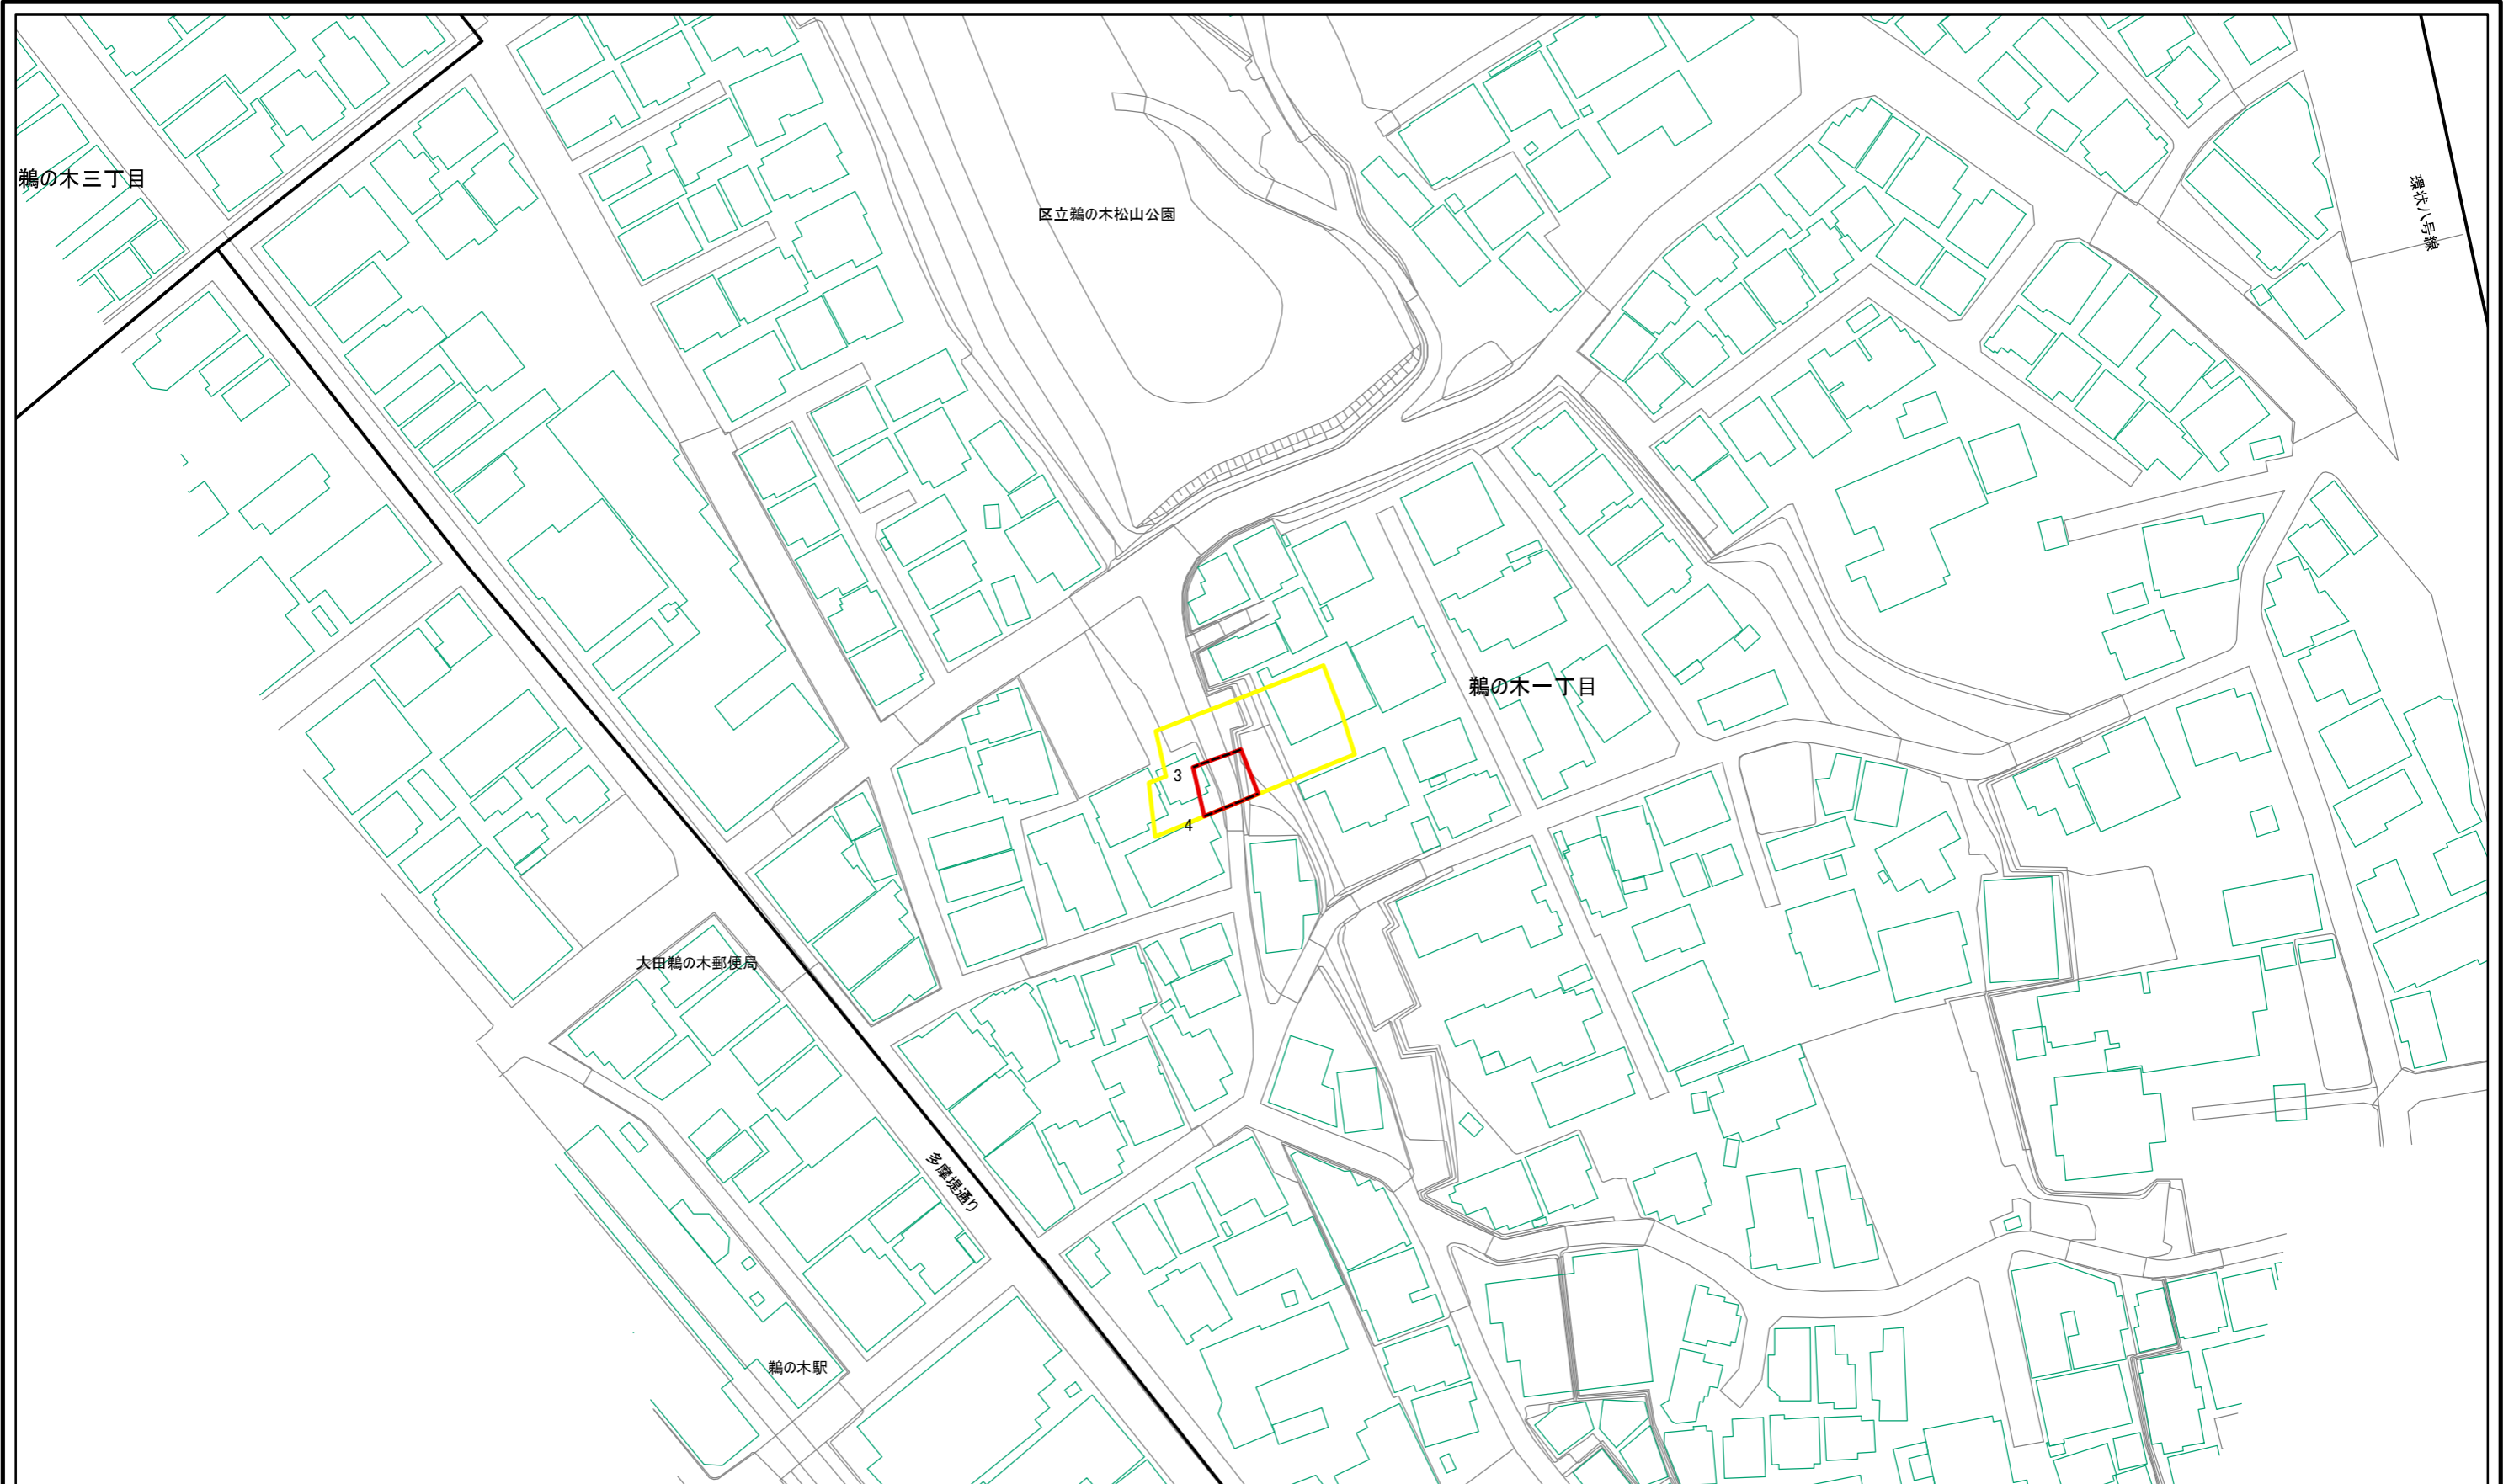 鵜の木三丁目
区立鵜の木松山公園
環状八号線
鵜の木一丁目
3
4
大田鵜の木郵便局
多摩堤通り
鵜の木駅